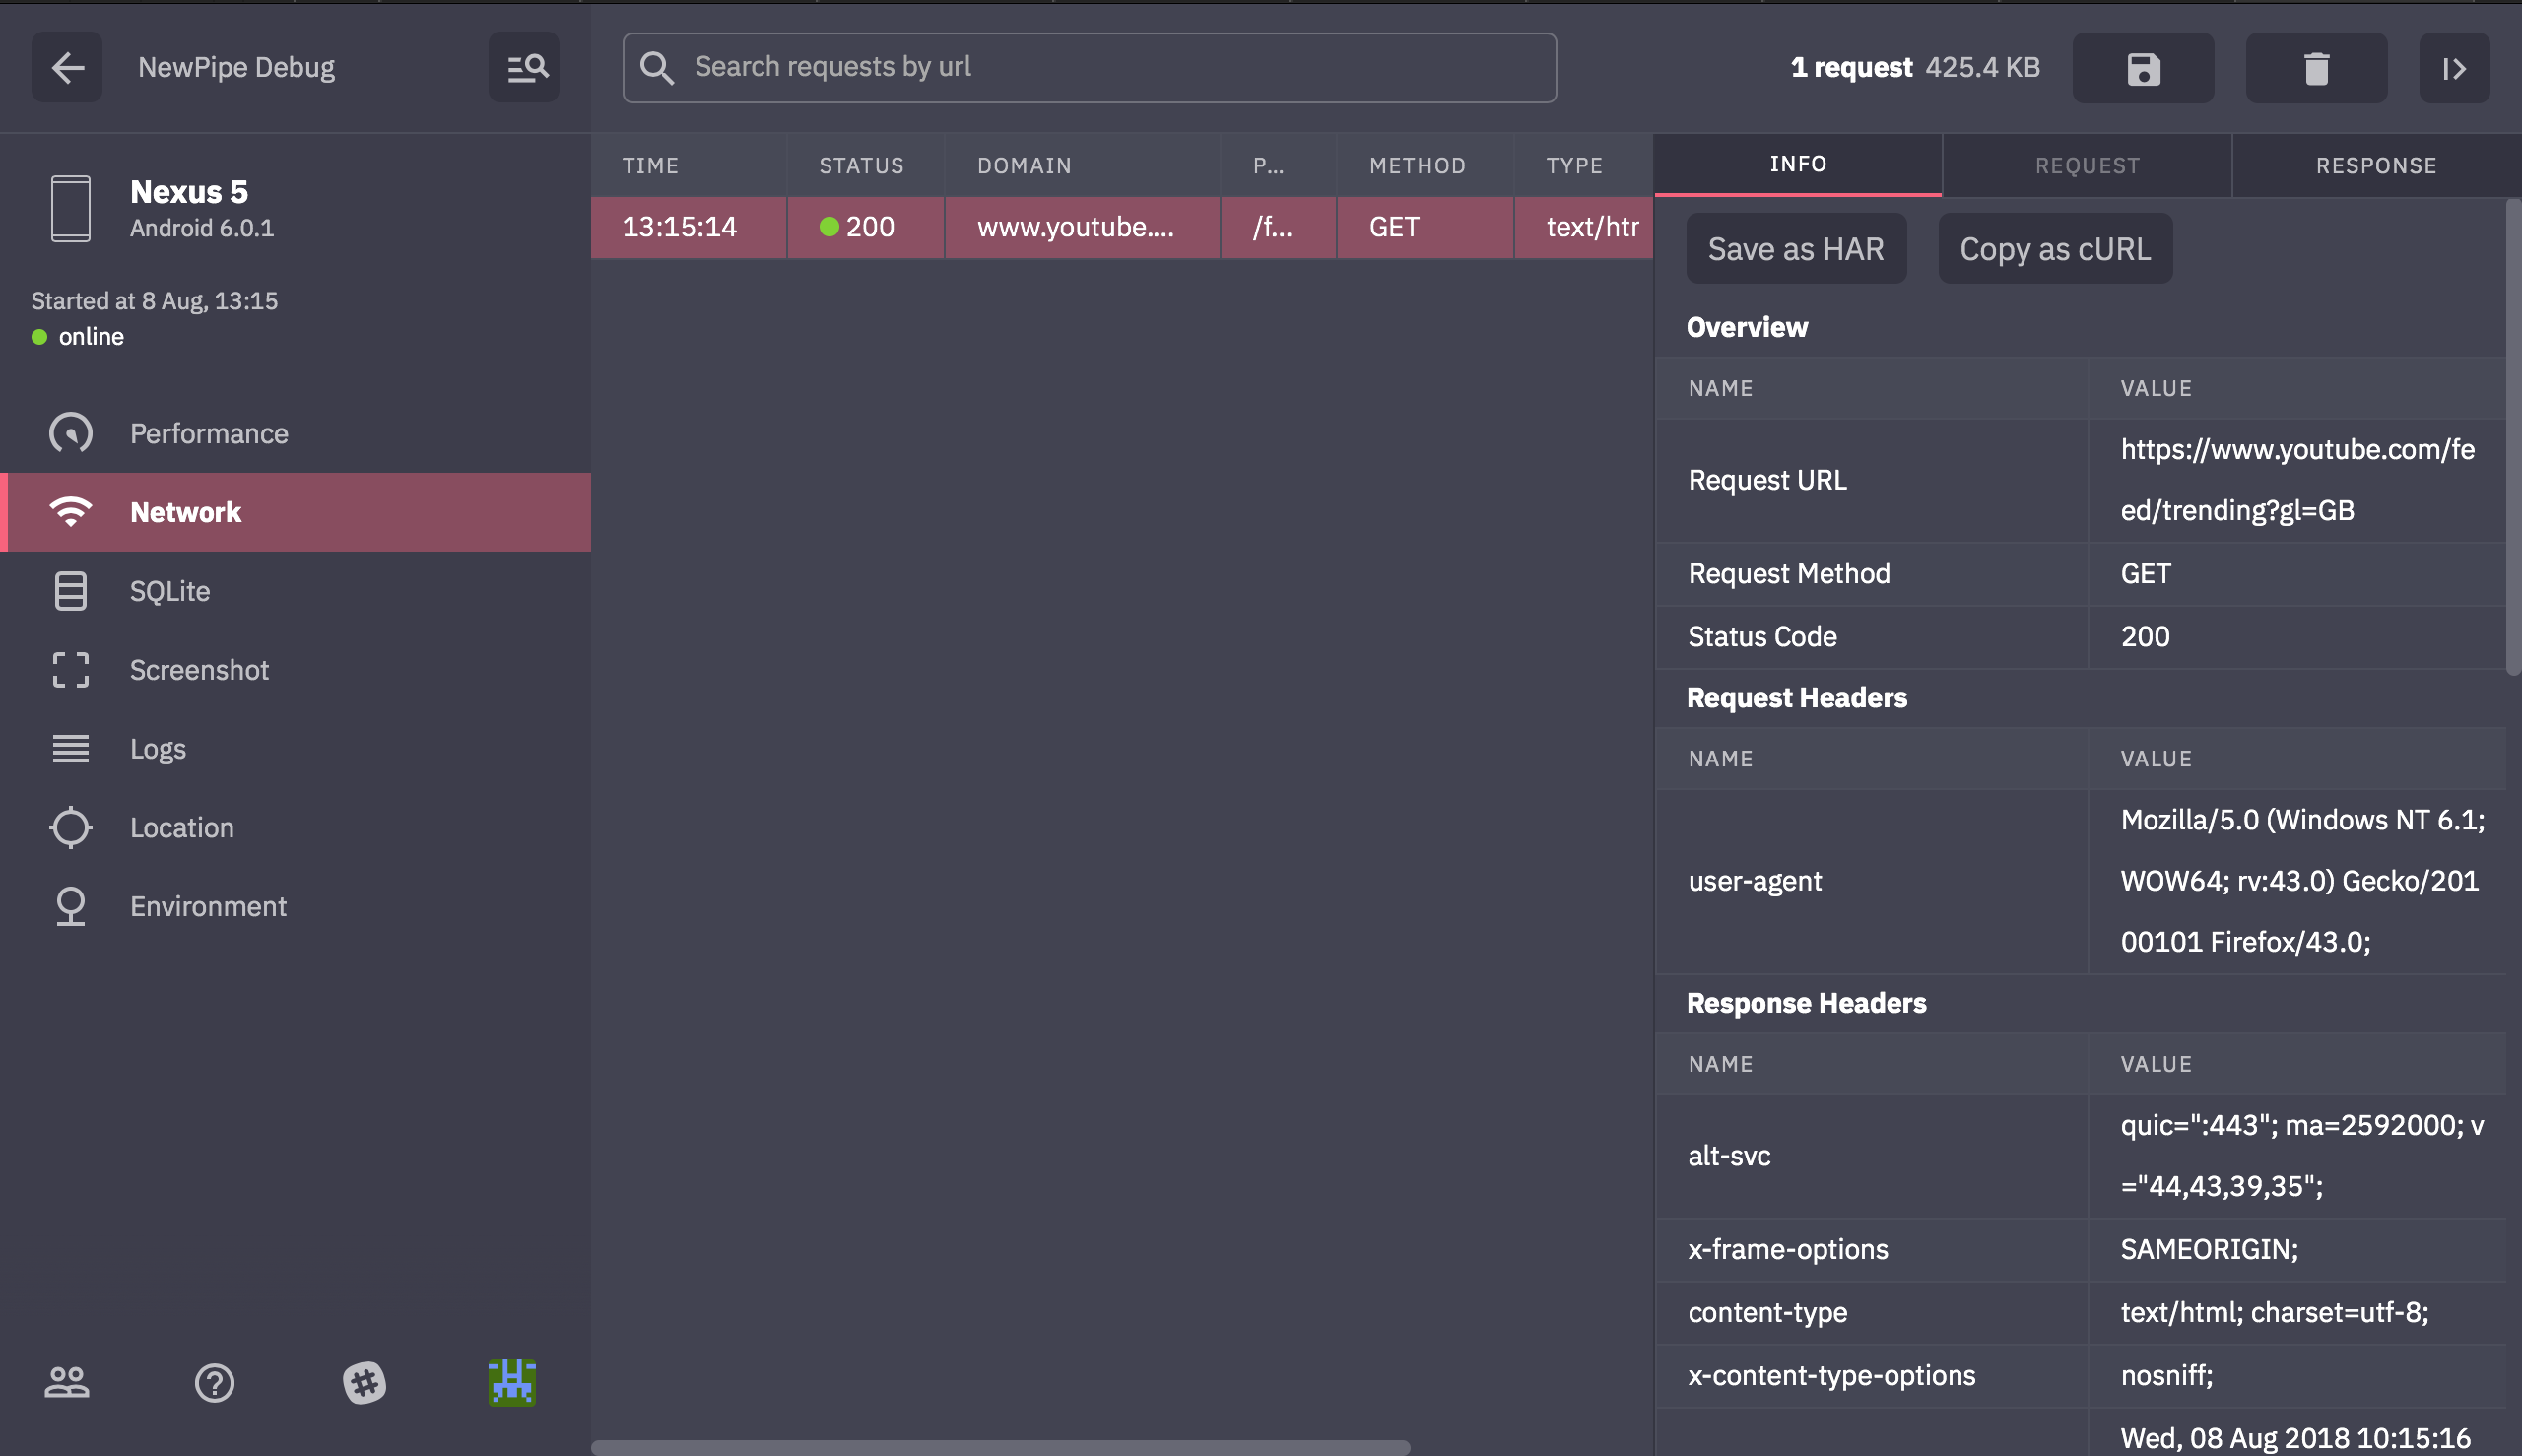 NewPipe Debug
Search requests by url
1 request 425.4 KB
Nexus 5
Android 6.0.1
Started at 8 Aug, 13:15
online
Performance
Network
SQLite
Screenshot
Logs
Location
Environment
TIME STATUS DOMAIN P... METHOD TYPE
13:15:14 200 www.youtube.... /f... GET text/htr
INFO REQUEST RESPONSE
Save as HAR Copy as cURL
Overview
NAME VALUE
Request URL https://www.youtube.com/fe
ed/trending?gl=GB
Request Method GET
Status Code 200
Request Headers
NAME VALUE
user-agent Mozilla/5.0 (Windows NT 6.1;
WOW64; rv:43.0) Gecko/201
00101 Firefox/43.0;
Response Headers
NAME VALUE
alt-svc quic=":443"; ma=2592000; v
="44,43,39,35";
x-frame-options SAMEORIGIN;
content-type text/html; charset=utf-8;
x-content-type-options nosniff;
Wed, 08 Aug 2018 10:15:16